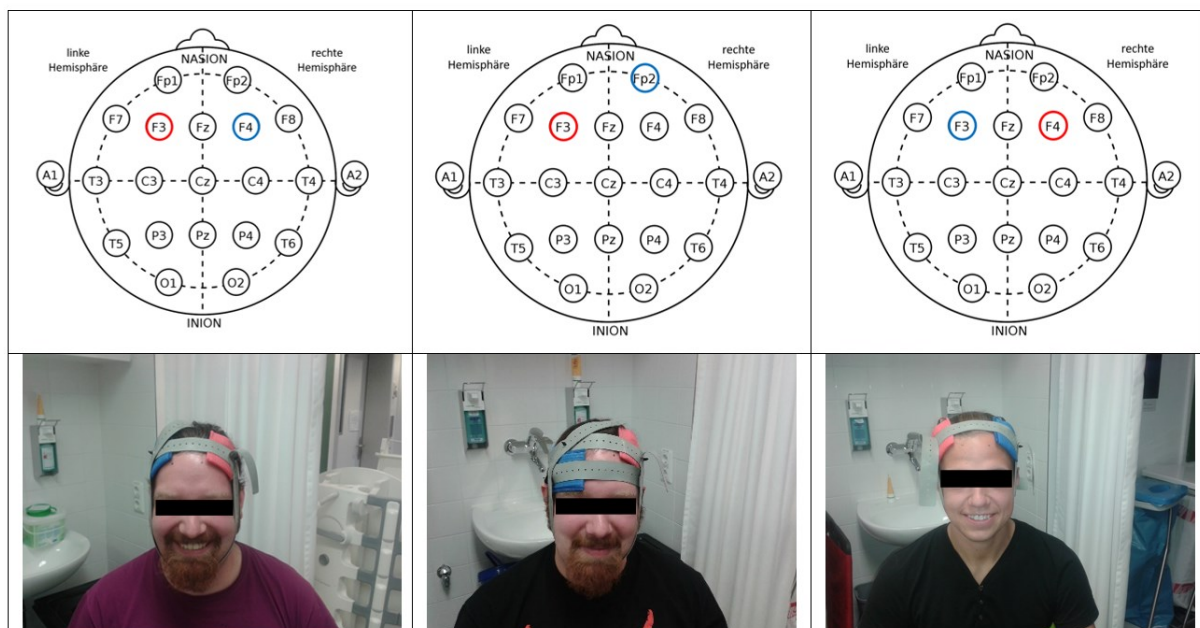 linke
Hemisphäre
rechte
Hemisphäre
NASION
Fp1 Fp2
F7 F3 Fz F4 F8
A1 T3 C3 Cz C4 T4 A2
T5 P3 Pz P4 T6
O1 O2
INION
linke
Hemisphäre
rechte
Hemisphäre
NASION
Fp1 Fp2
F7 F3 Fz F4 F8
A1 T3 C3 Cz C4 T4 A2
T5 P3 Pz P4 T6
O1 O2
INION
linke
Hemisphäre
rechte
Hemisphäre
NASION
Fp1 Fp2
F7 F3 Fz F4 F8
A1 T3 C3 Cz C4 T4 A2
T5 P3 Pz P4 T6
O1 O2
INION